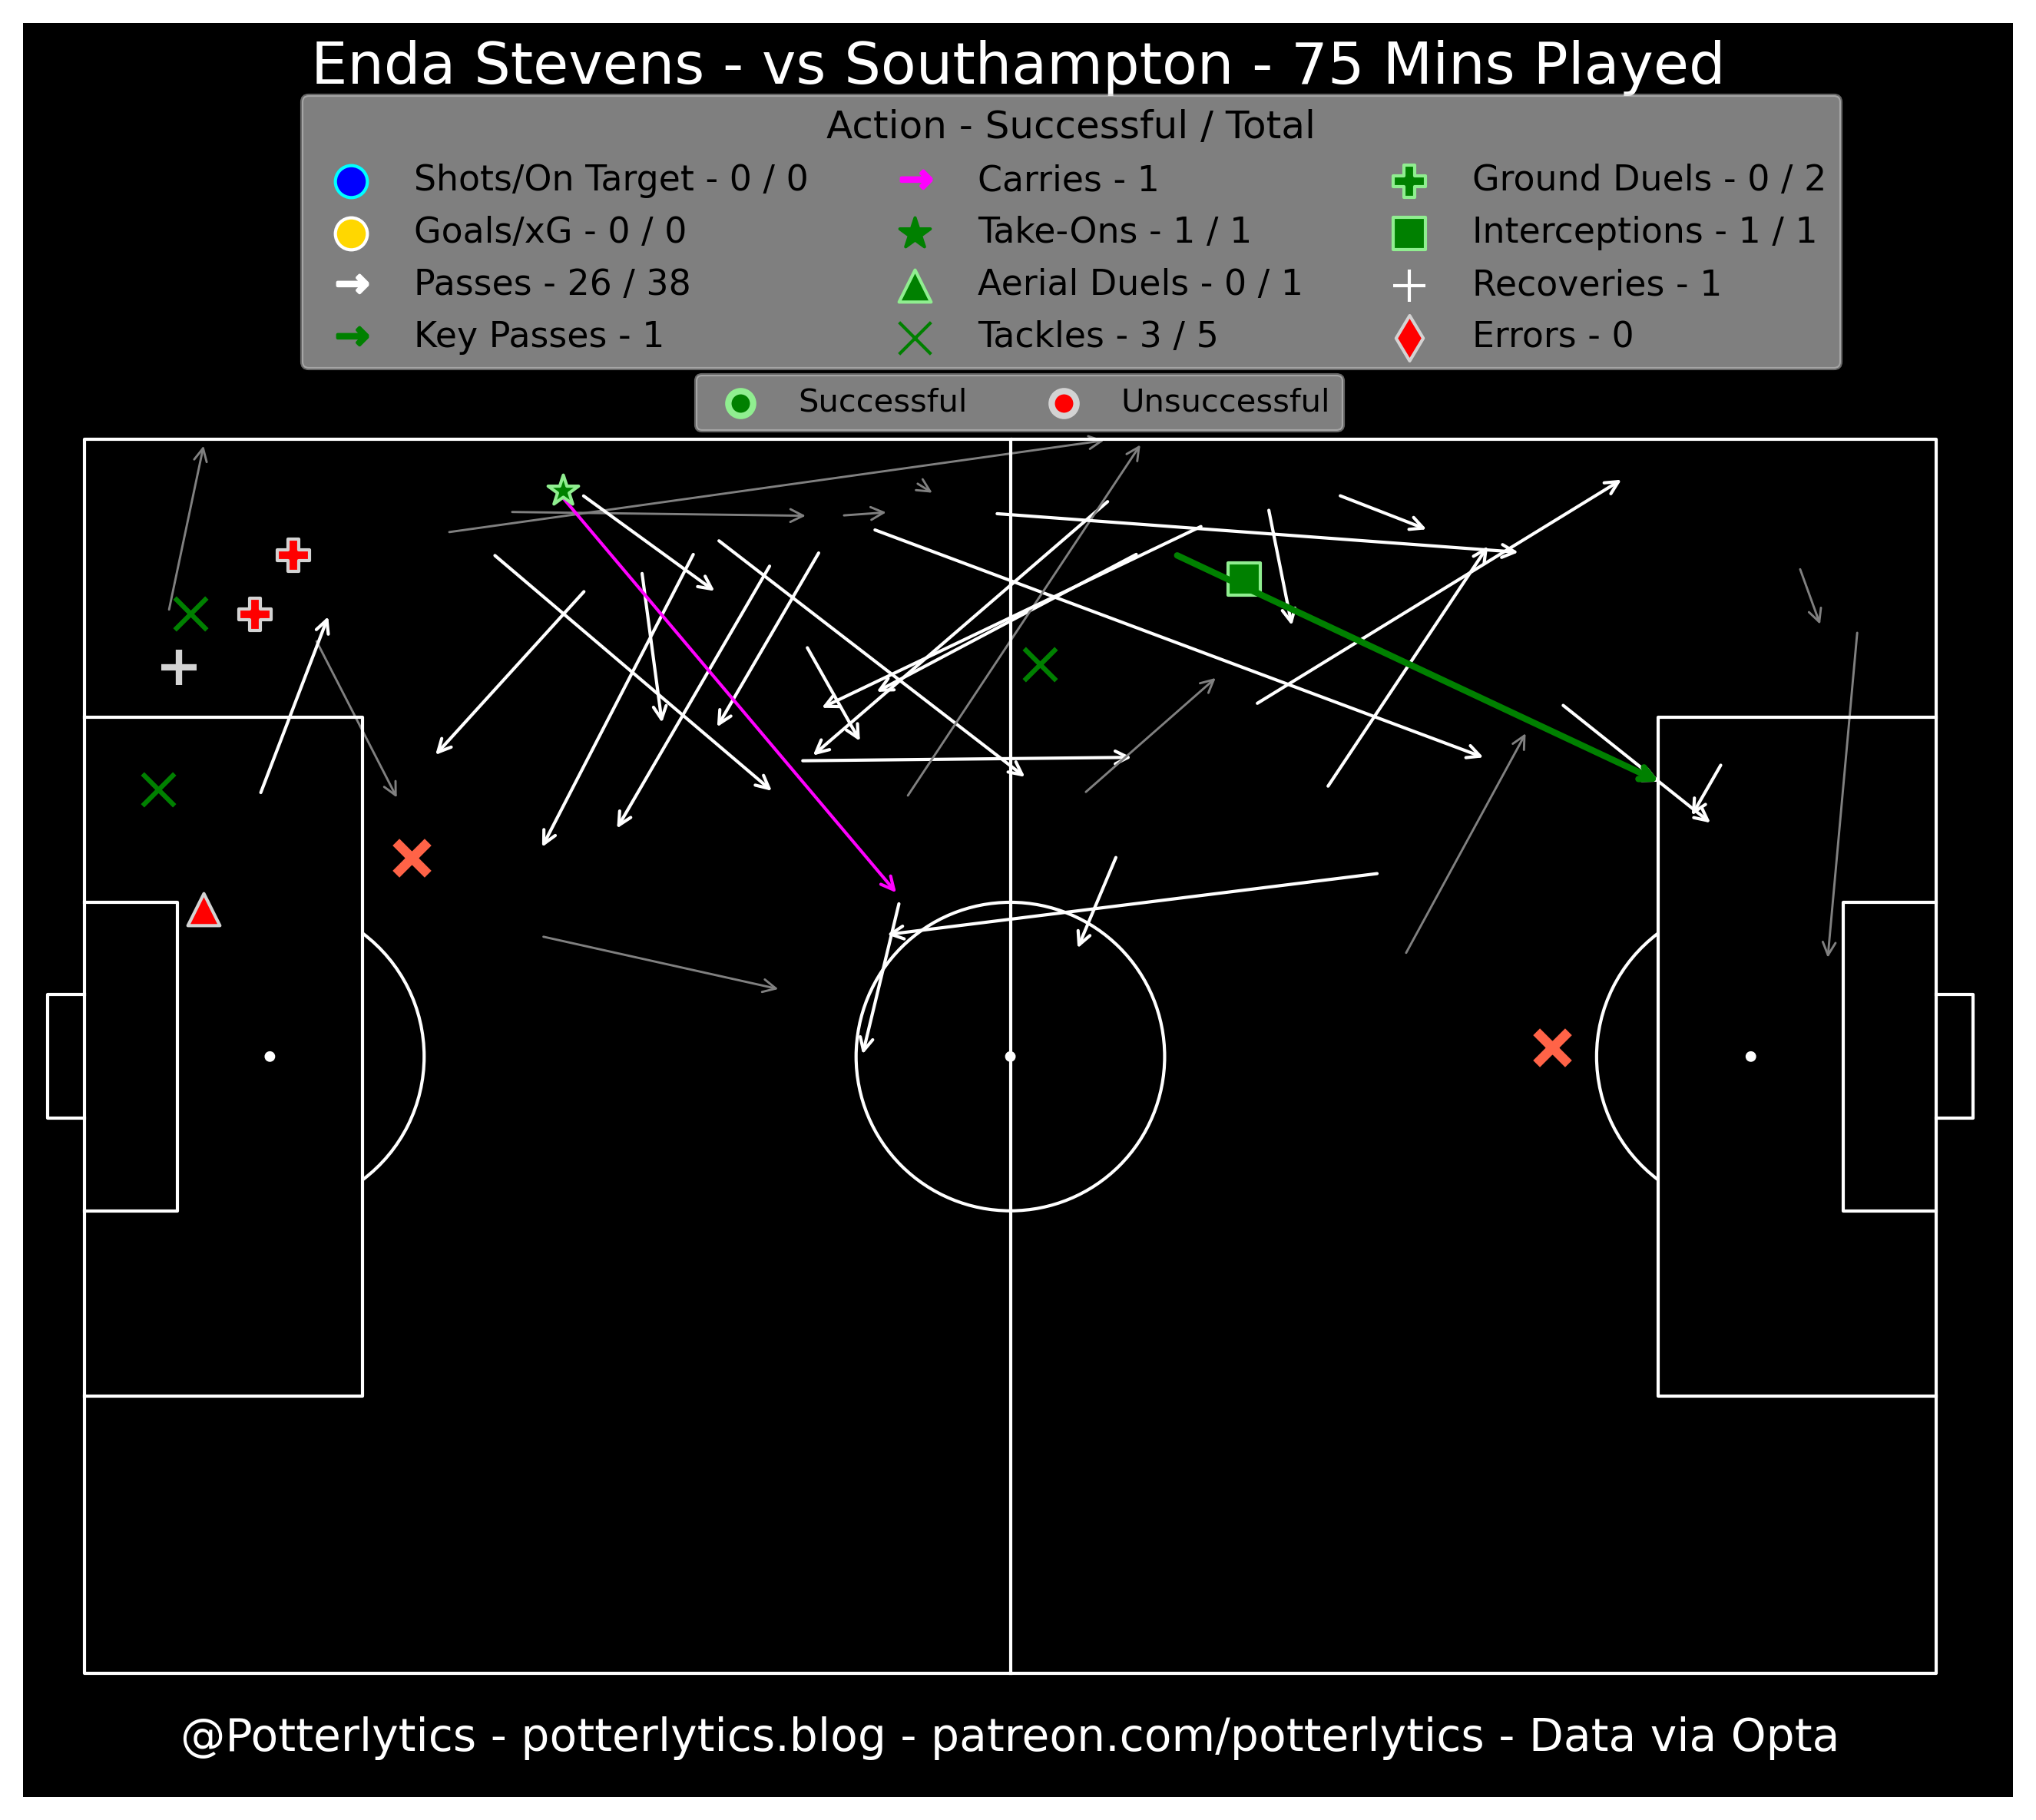 Enda Stevens - vs Southampton - 75 Mins Played
Action - Successful / Total
Shots/On Target - 0 / 0
Goals/xG - 0 / 0
Passes - 26 / 38
Key Passes - 1
Carries - 1
Take-Ons - 1 / 1
Aerial Duels - 0 / 1
Tackles - 3 / 5
Ground Duels - 0 / 2
Interceptions - 1 / 1
Recoveries - 1
Errors - 0
Successful
Unsuccessful
@Potterlytics - potterlytics.blog - patreon.com/potterlytics - Data via Opta